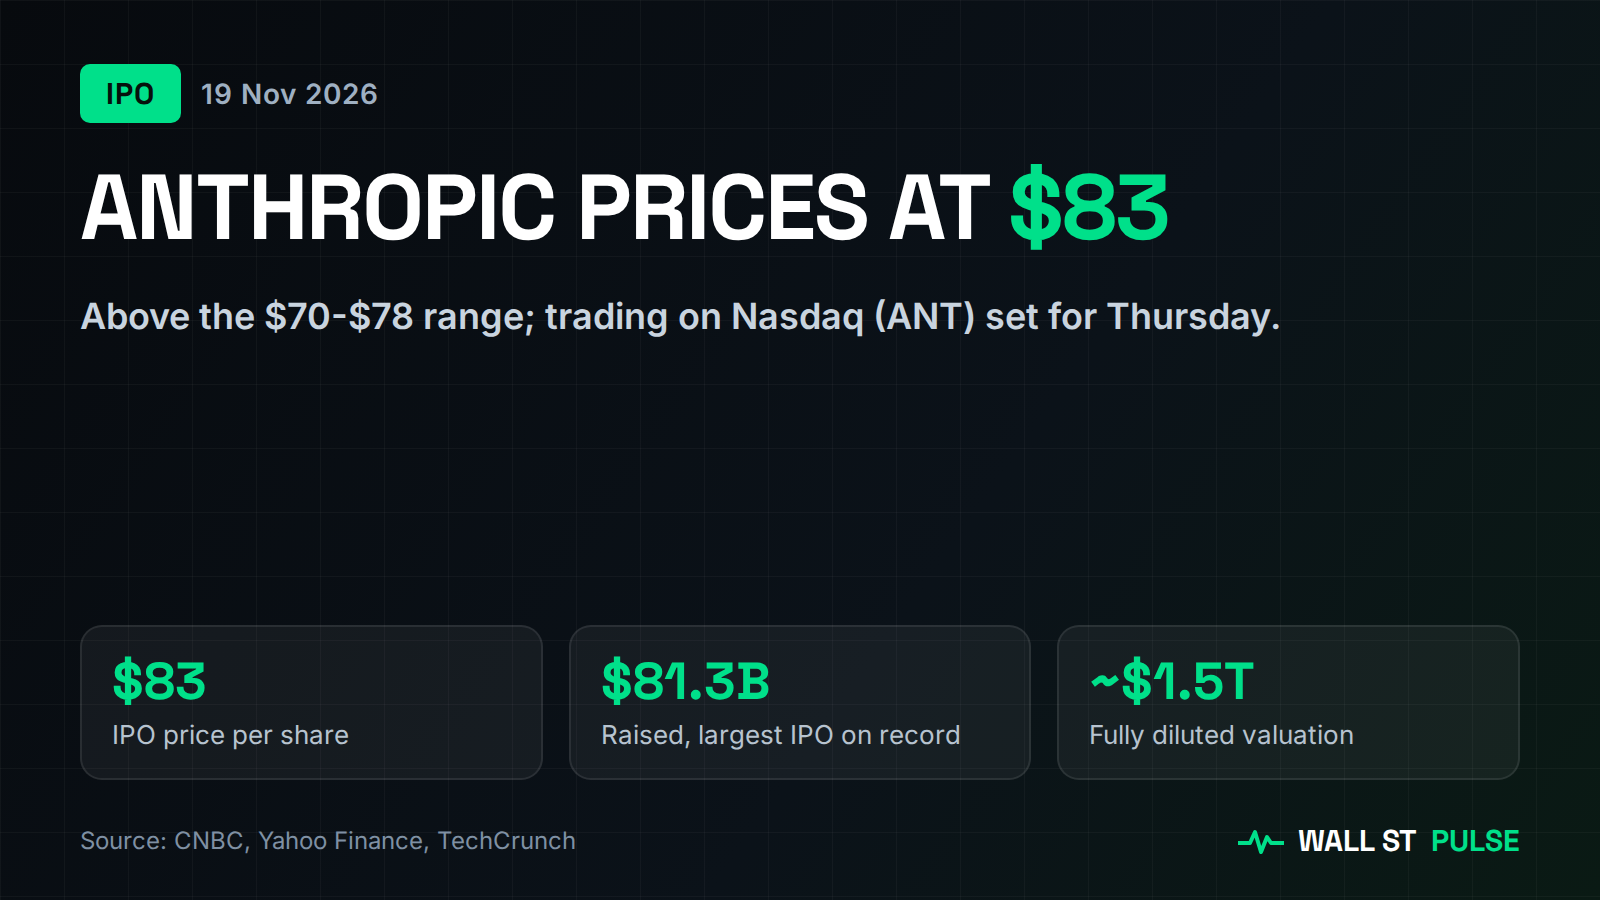 IPO 19 Nov 2026
ANTHROPIC PRICES AT $83
Above the $70-$78 range; trading on Nasdaq (ANT) set for Thursday.
$83
IPO price per share
$81.3B
Raised, largest IPO on record
~$1.5T
Fully diluted valuation
Source: CNBC, Yahoo Finance, TechCrunch
WALL ST PULSE